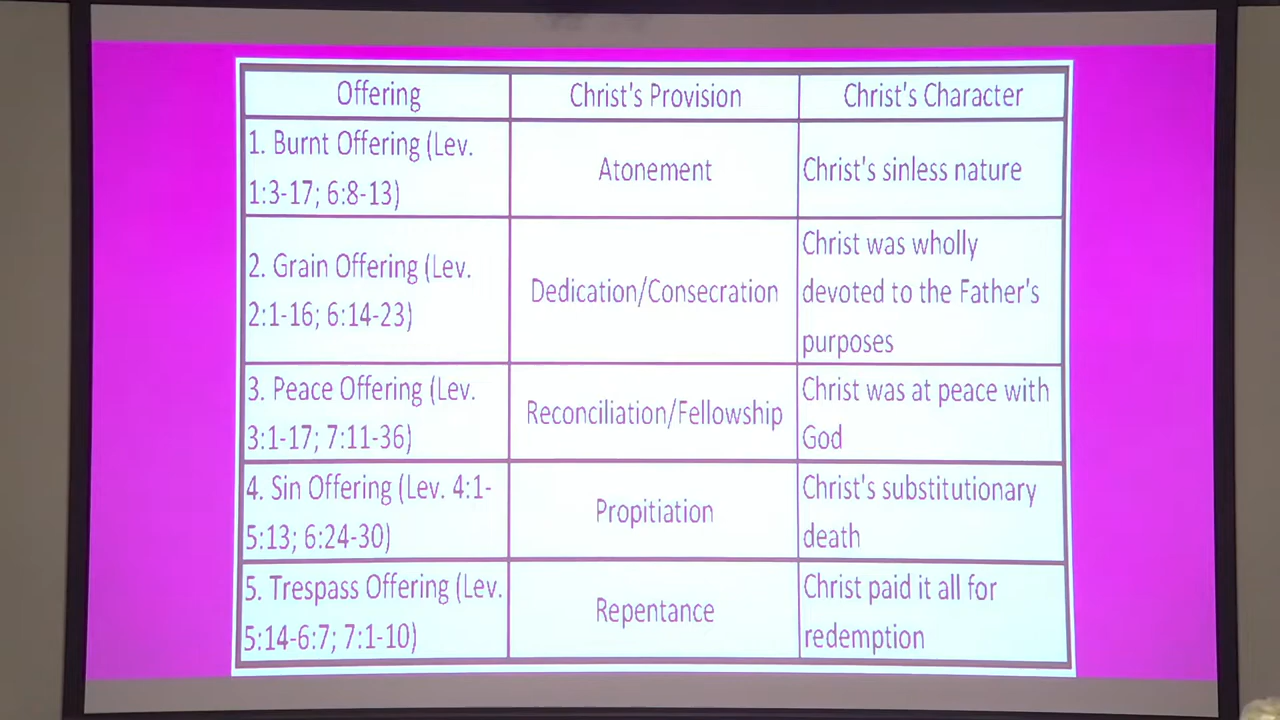 Offering
Christ's Provision
Christ's Character
1. Burnt Offering (Lev.
1:3-17; 6:8-13)
Atonement
Christ's sinless nature
2. Grain Offering (Lev.
2:1-16; 6:14-23)
Dedication/Consecration
Christ was wholly
devoted to the Father's
purposes
3. Peace Offering (Lev.
3:1-17; 7:11-36)
Reconciliation/Fellowship
Christ was at peace with
God
4. Sin Offering (Lev. 4:1-
5:13; 6:24-30)
Propitiation
Christ's substitutionary
death
5. Trespass Offering (Lev.
5:14-6:7; 7:1-10)
Repentance
Christ paid it all for
redemption